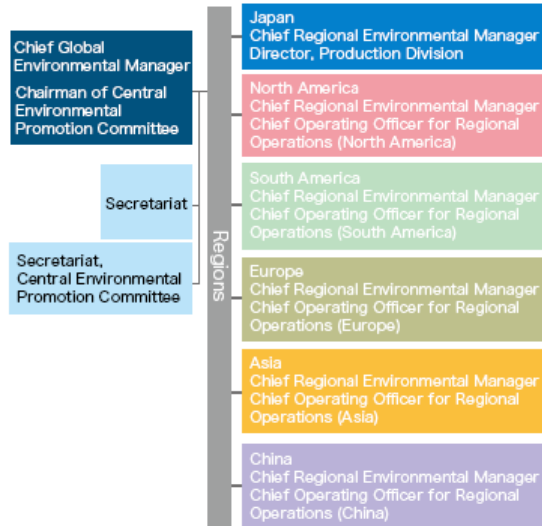 Chief Global
Environmental Manager
Chairman of Central
Environmental
Promotion Committee
Secretariat
Secretariat,
Central Environmental
Promotion Committee
Regions
Japan
Chief Regional Environmental Manager
Director, Production Division
North America
Chief Regional Environmental Manager
Chief Operating Officer for Regional
Operations (North America)
South America
Chief Regional Environmental Manager
Chief Operating Officer for Regional
Operations (South America)
Europe
Chief Regional Environmental Manager
Chief Operating Officer for Regional
Operations (Europe)
Asia
Chief Regional Environmental Manager
Chief Operating Officer for Regional
Operations (Asia)
China
Chief Regional Environmental Manager
Chief Operating Officer for Regional
Operations (China)